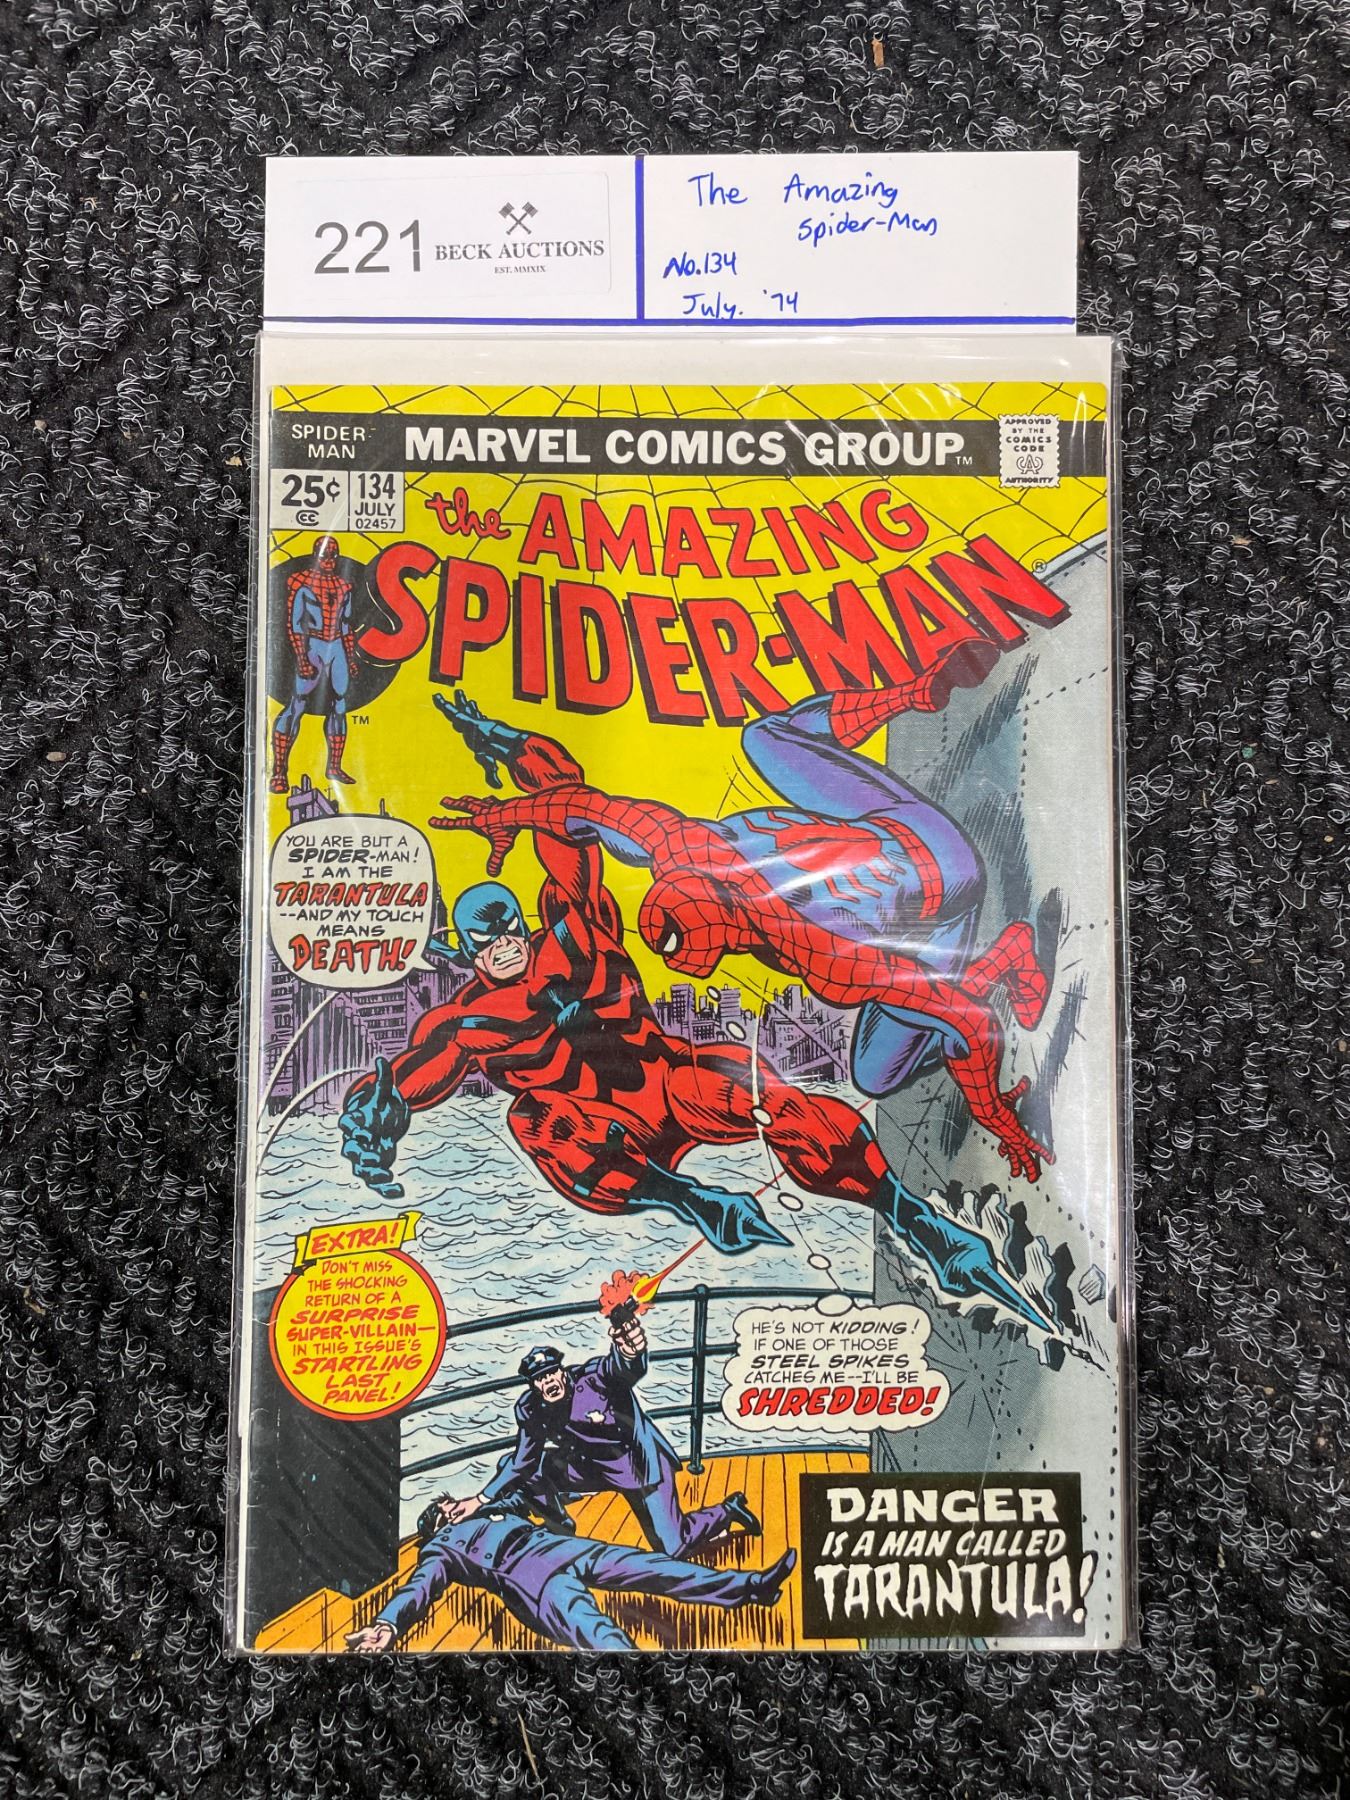 221
BECK AUCTIONS
EST. MMXIX
The Amazing
Spider-Man
No.134
July. '74
SPIDER-
MAN
MARVEL COMICS GROUP™
APPROVED
BY THE
COMICS
CODE
CA
AUTHORITY
25¢
CC
134
JULY
02457
the AMAZING
SPIDER-MAN®
TM
YOU ARE BUT A
SPIDER-MAN!
I AM THE
TARANTULA
--AND MY TOUCH
MEANS
DEATH!
EXTRA!
DON'T MISS
THE SHOCKING
RETURN OF A
SURPRISE
SUPER-VILLAIN—
IN THIS ISSUE'S
STARTLING
LAST
PANEL!
HE'S NOT KIDDING!
IF ONE OF THOSE
STEEL SPIKES
CATCHES ME--I'LL BE
SHREDDED!
DANGER
IS A MAN CALLED
TARANTULA!